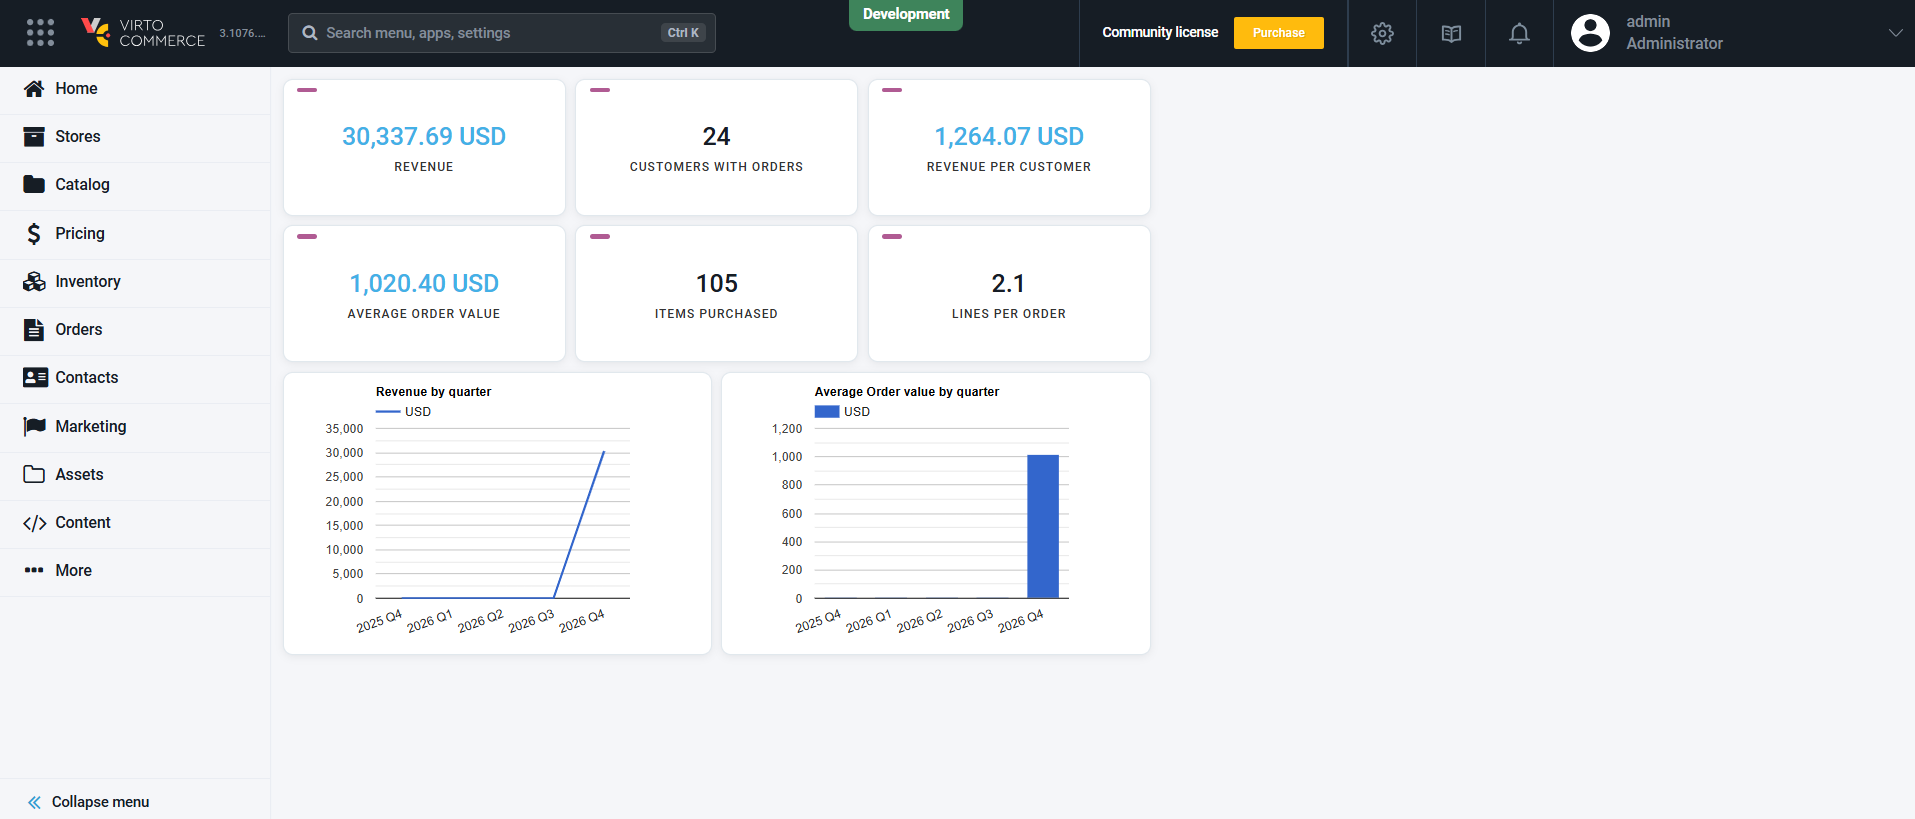 VIRTO
COMMERCE
3.1076....
Search menu, apps, settings
Ctrl K
Development
Community license
Purchase
admin
Administrator
Home
Stores
Catalog
Pricing
Inventory
Orders
Contacts
Marketing
Assets
Content
More
Collapse menu
30,337.69 USD
REVENUE
24
CUSTOMERS WITH ORDERS
1,264.07 USD
REVENUE PER CUSTOMER
1,020.40 USD
AVERAGE ORDER VALUE
105
ITEMS PURCHASED
2.1
LINES PER ORDER
Revenue by quarter
USD
35,000
30,000
25,000
20,000
15,000
10,000
5,000
0
2025 Q4
2026 Q1
2026 Q2
2026 Q3
2026 Q4
Average Order value by quarter
USD
1,200
1,000
800
600
400
200
0
2025 Q4
2026 Q1
2026 Q2
2026 Q3
2026 Q4